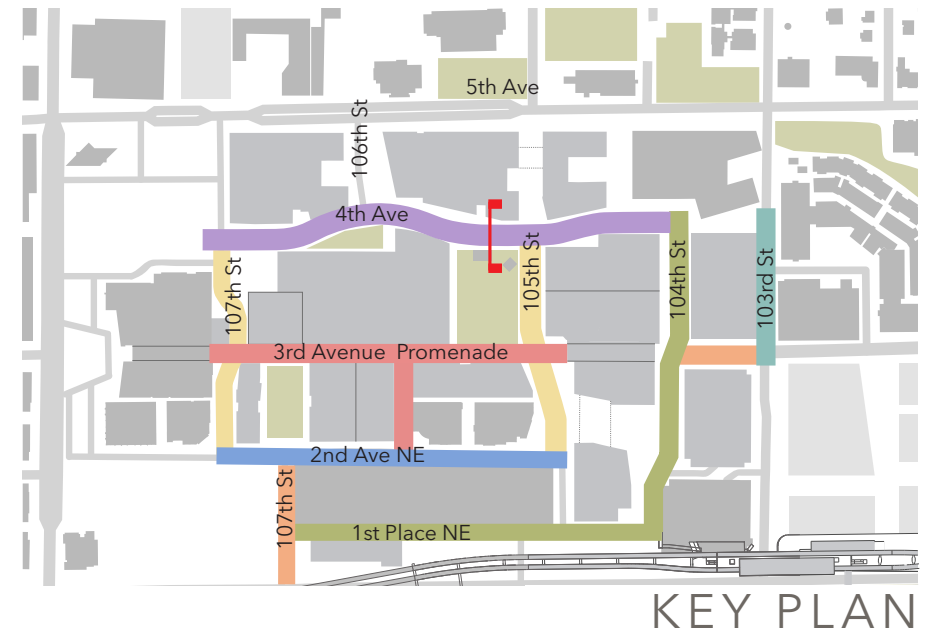 5th Ave
106th St
4th Ave
107th St
105th St
104th St
103rd St
3rd Avenue Promenade
2nd Ave NE
107th St
1st Place NE
KEY PLAN